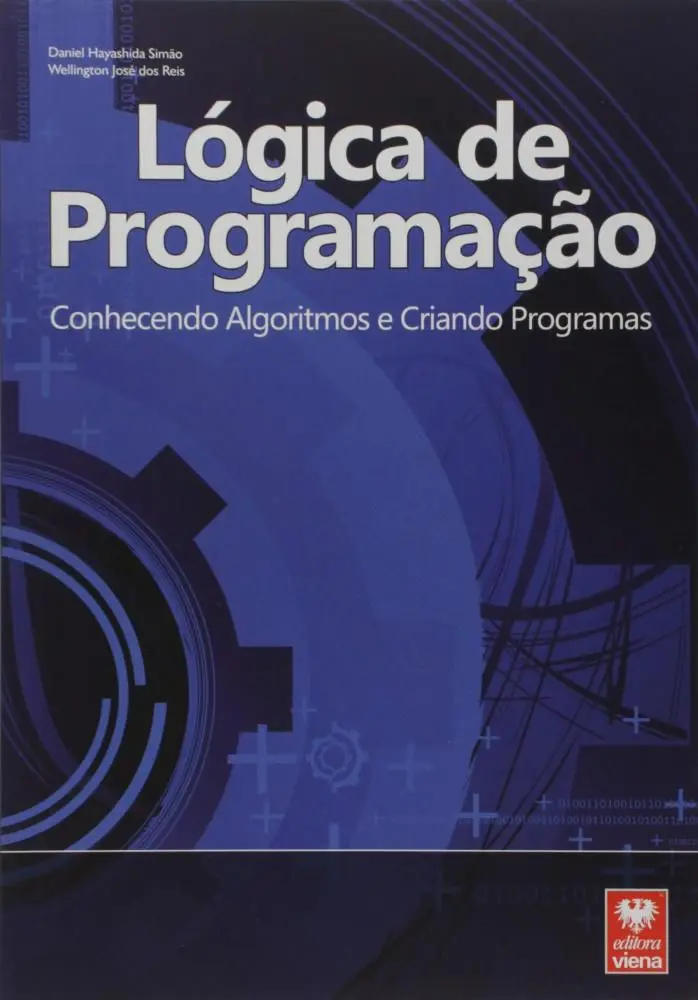 Daniel Hayashida Simão
Wellington José dos Reis
Lógica de
Programação
Conhecendo Algoritmos e Criando Programas
editora
viena